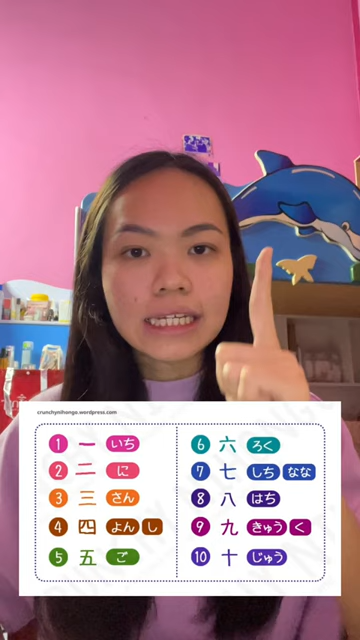 crunchynihongo.wordpress.com
1 一 いち
2 二 に
3 三 さん
4 四 よん し
5 五 ご
6 六 ろく
7 七 しち なな
8 八 はち
9 九 きゅう く
10 十 じゅう